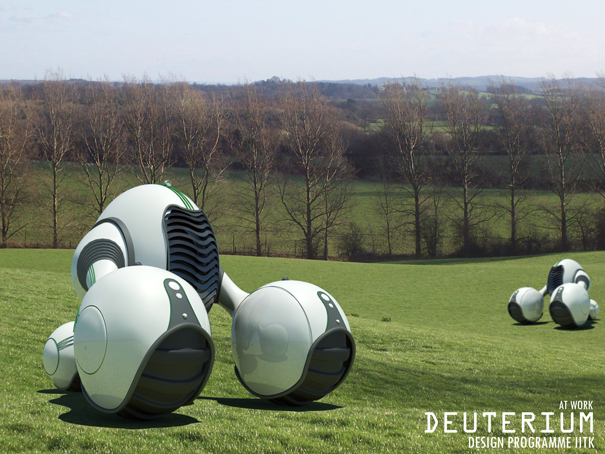 AT WORK
DEUTERIUM
DESIGN PROGRAMME IITK